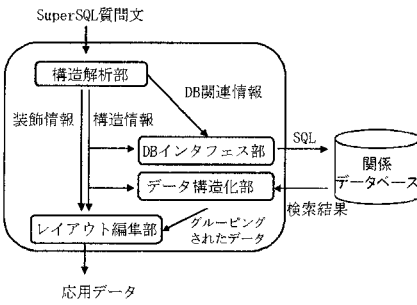 SuperSQL質問文
構造解析部
DB関連情報
装飾情報
構造情報
SQL
DBインタフェス部
関係
データベース
データ構造化部
検索結果
グルーピング
されたデータ
レイアウト編集部
応用データ